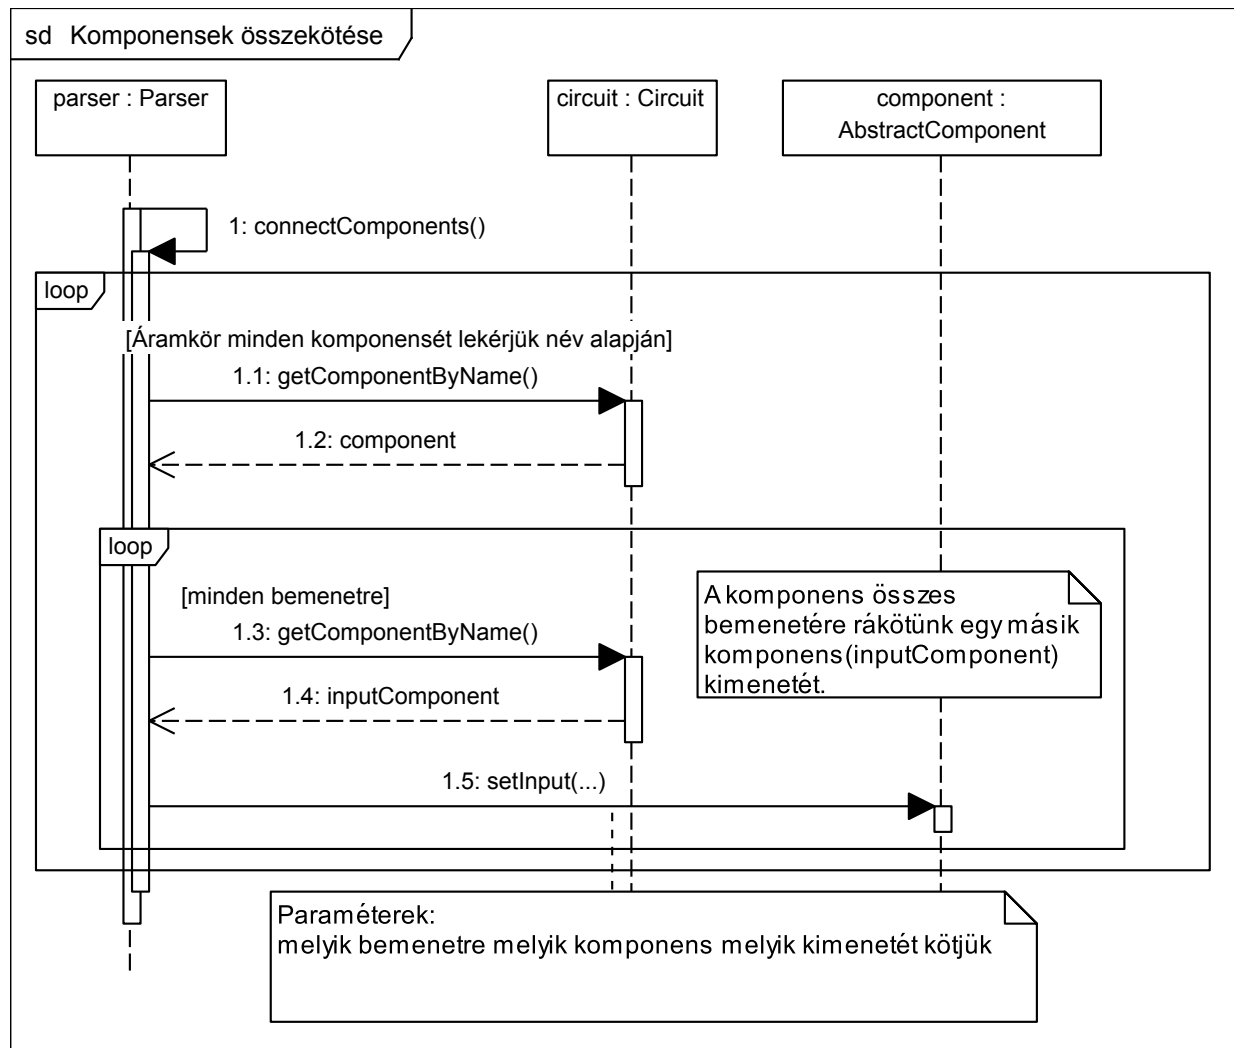 sd Komponensek összekötése
parser : Parser
circuit : Circuit
component :
AbstractComponent
1: connectComponents()
loop
[Áramkör minden komponensét lekérjük név alapján]
1.1: getComponentByName()
1.2: component
loop
[minden bemenetre]
1.3: getComponentByName()
A komponens összes
bemenetére rákötünk egy másik
komponens(inputComponent)
kimenetét.
1.4: inputComponent
1.5: setInput(...)
Paraméterek:
melyik bemenetre melyik komponens melyik kimenetét kötjük